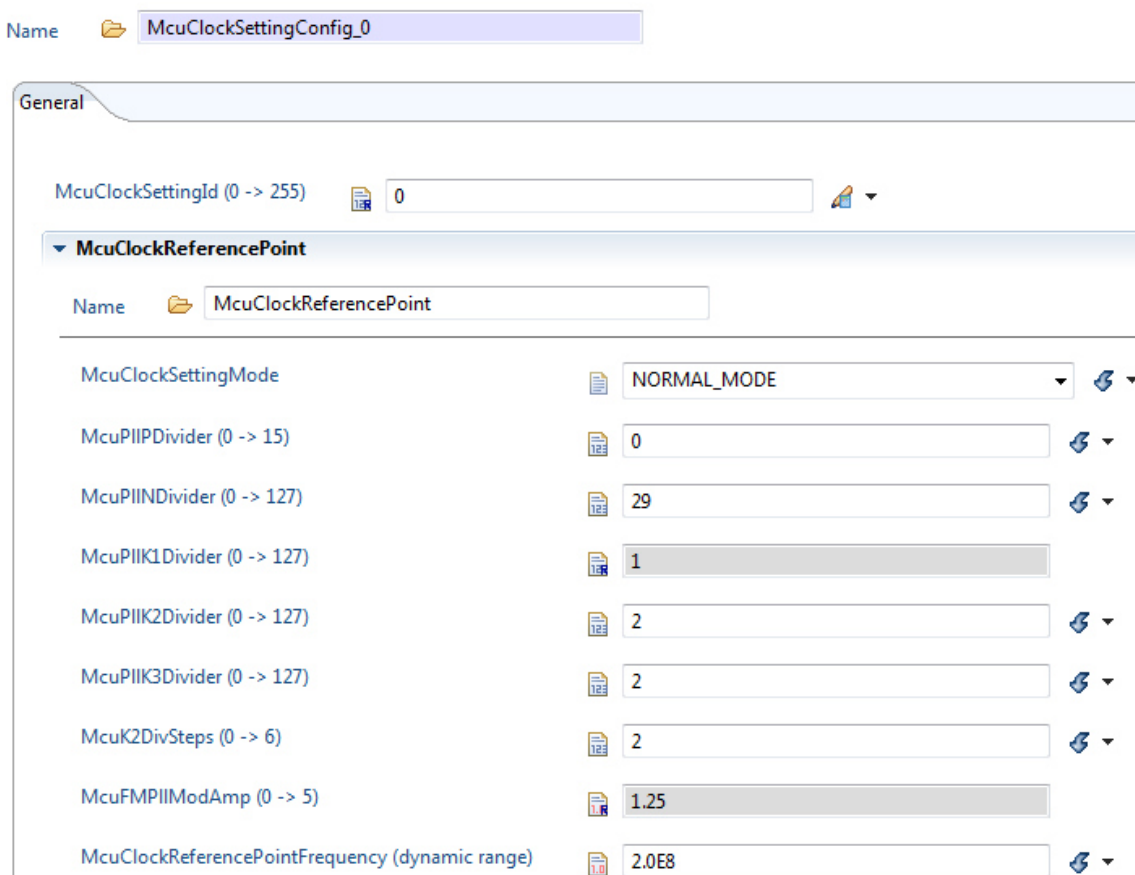 Name McuClockSettingConfig_0
General
McuClockSettingId (0 -> 255) 0
McuClockReferencePoint
Name McuClockReferencePoint
McuClockSettingMode NORMAL_MODE
McuPllPDivider (0 -> 15) 0
McuPllNDivider (0 -> 127) 29
McuPllK1Divider (0 -> 127) 1
McuPllK2Divider (0 -> 127) 2
McuPllK3Divider (0 -> 127) 2
McuK2DivSteps (0 -> 6) 2
McuFMPllModAmp (0 -> 5) 1.25
McuClockReferencePointFrequency (dynamic range) 2.0E8